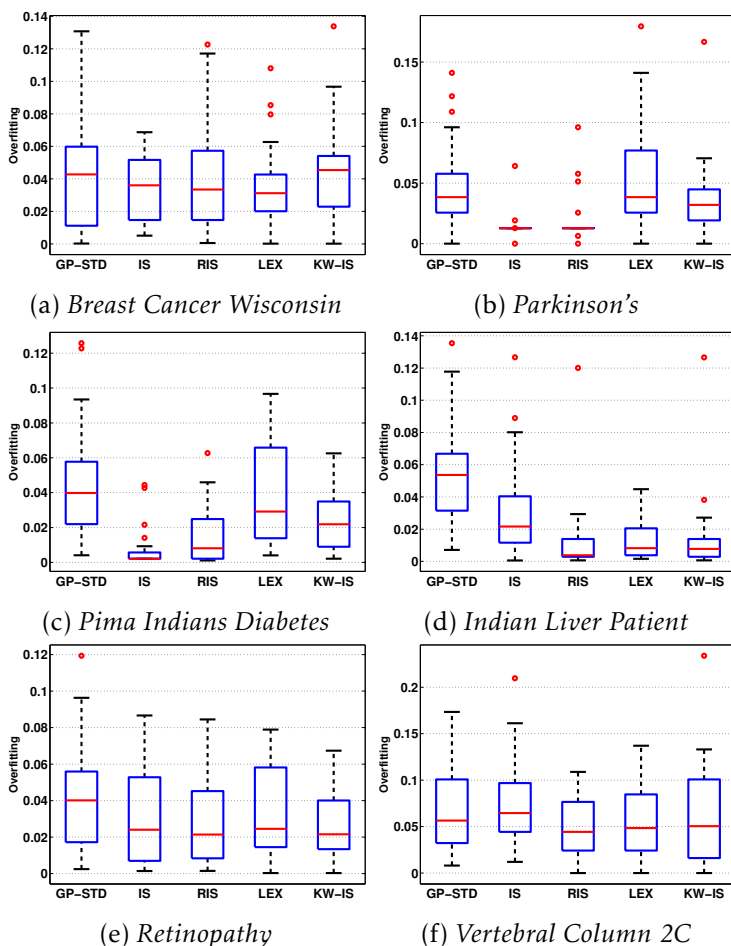 0.14
0.12
0.1
0.08
0.06
0.04
0.02
0
Overfitting
GP−STD IS RIS LEX KW−IS
(a) Breast Cancer Wisconsin
0.15
0.1
0.05
0
Overfitting
GP−STD IS RIS LEX KW−IS
(b) Parkinson's
0.12
0.1
0.08
0.06
0.04
0.02
0
Overfitting
GP−STD IS RIS LEX KW−IS
(c) Pima Indians Diabetes
0.14
0.12
0.1
0.08
0.06
0.04
0.02
0
Overfitting
GP−STD IS RIS LEX KW−IS
(d) Indian Liver Patient
0.12
0.1
0.08
0.06
0.04
0.02
0
Overfitting
GP−STD IS RIS LEX KW−IS
(e) Retinopathy
0.2
0.15
0.1
0.05
0
Overfitting
GP−STD IS RIS LEX KW−IS
(f) Vertebral Column 2C